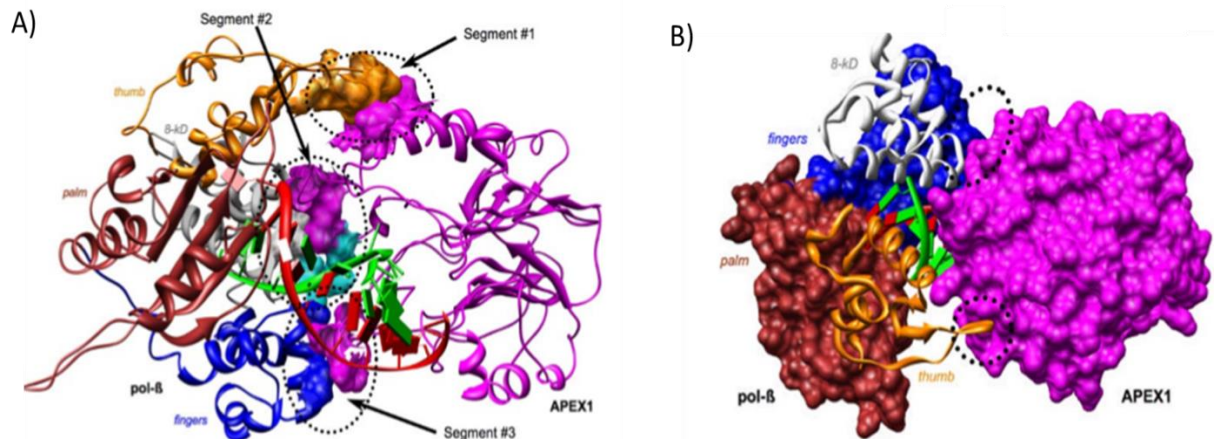 A)
Segment #2
Segment #1
thumb
8-kD
palm
pol-ß
fingers
APEX1
Segment #3
B)
8-kD
fingers
palm
thumb
pol-ß
APEX1